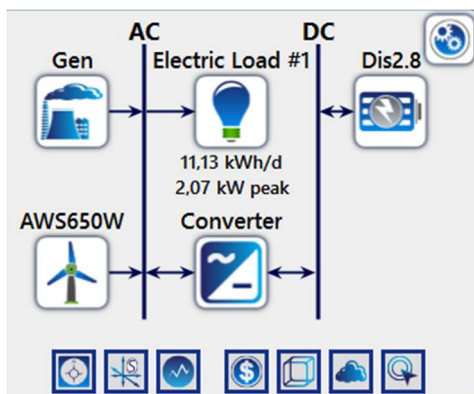 AC DC
Gen Electric Load #1 Dis2.8
11,13 kWh/d
2,07 kW peak
AWS650W Converter
S
$